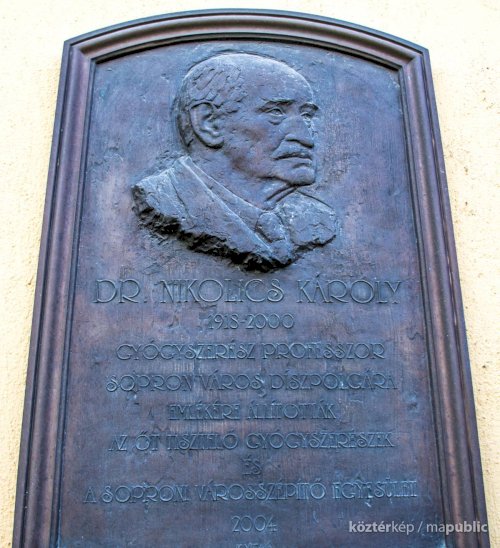 DR. NIKOLICS KÁROLY
1918-2000
GYÓGYSZERÉSZ PROFESSZOR
SOPRON VÁROS DÍSZPOLGÁRA
EMLÉKÉRE ÁLLÍTOTTÁK
AZ ŐT TISZTELŐ GYÓGYSZERÉSZEK
ÉS
A SOPRONI VÁROSSZÉPÍTŐ EGYESÜLET
2004
köztérkép / mapublic